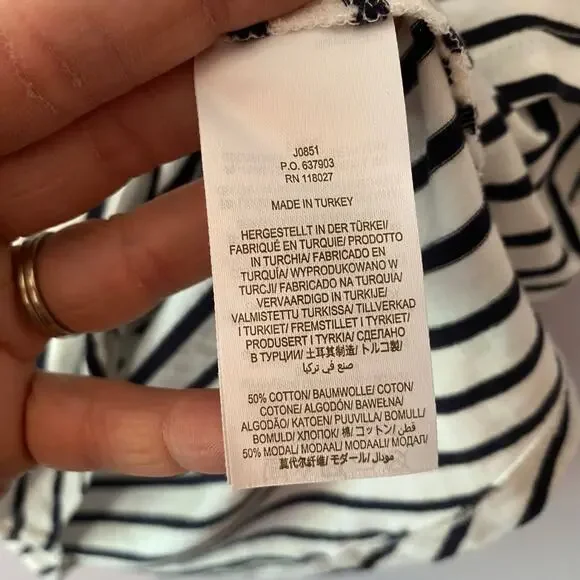 J0851
P.O. 637903
RN 118027
MADE IN TURKEY
HERGESTELLT IN DER TÜRKEI/
FABRIQUÉ EN TURQUIE/ PRODOTTO
IN TURCHIA/ FABRICADO EN
TURQUÍA/ WYPRODUKOWANO W
TURCJI/ FABRICADO NA TURQUIA/
VERVAARDIGD IN TURKIJE/
VALMISTETTU TURKISSA/ TILLVERKAD
I TURKIET/ FREMSTILLET I TYRKIET/
PRODUSERT I TYRKIA/ СДЕЛАНО
В ТУРЦИИ/ 土耳其制造/ トルコ製/
صنع في تركيا
50% COTTON/ BAUMWOLLE/ COTON/
COTONE/ ALGODÓN/ BAWEŁNA/
ALGODÃO/ KATOEN/ PUUVILLA/ BOMULL/
BOMULD/ ХЛОПОК/ 棉/ コットン/ قطن
50% MODAL/ MODAAL/ MODAALI/ МОДАЛ/
莫代尔纤维/ モダール/ مودال